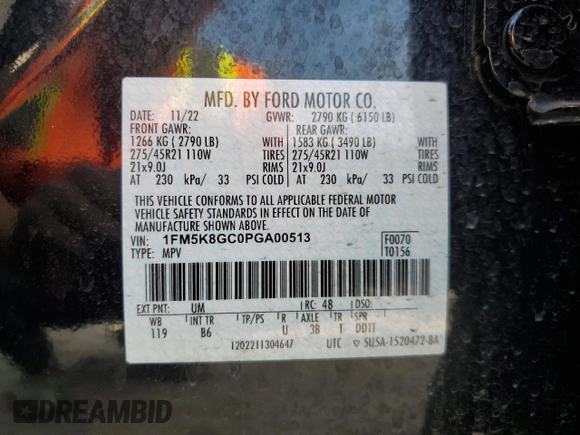 MFD. BY FORD MOTOR CO.
DATE: 11/22 GVWR: 2790 KG ( 6150 LB)
FRONT GAWR: REAR GAWR:
1266 KG ( 2790 LB) WITH 1583 KG ( 3490 LB) WITH
275/45R21 110W TIRES 275/45R21 110W TIRES
21x9.0J RIMS 21x9.0J RIMS
AT 230 kPa/ 33 PSI COLD AT 230 kPa/ 33 PSI COLD
THIS VEHICLE CONFORMS TO ALL APPLICABLE FEDERAL MOTOR
VEHICLE SAFETY STANDARDS IN EFFECT ON THE DATE OF
MANUFACTURE SHOWN ABOVE.
VIN: 1FM5K8GC0PGA00513 F0070
TYPE: MPV T0156
EXT PNT: UM RC: 48 DSO:
WB INT TR TP/PS R AXLE TR SPR
119 B6 U 3B T DDTT
1202211304647 UTC ▽ SU5A-1520472-BA
DREAMBID